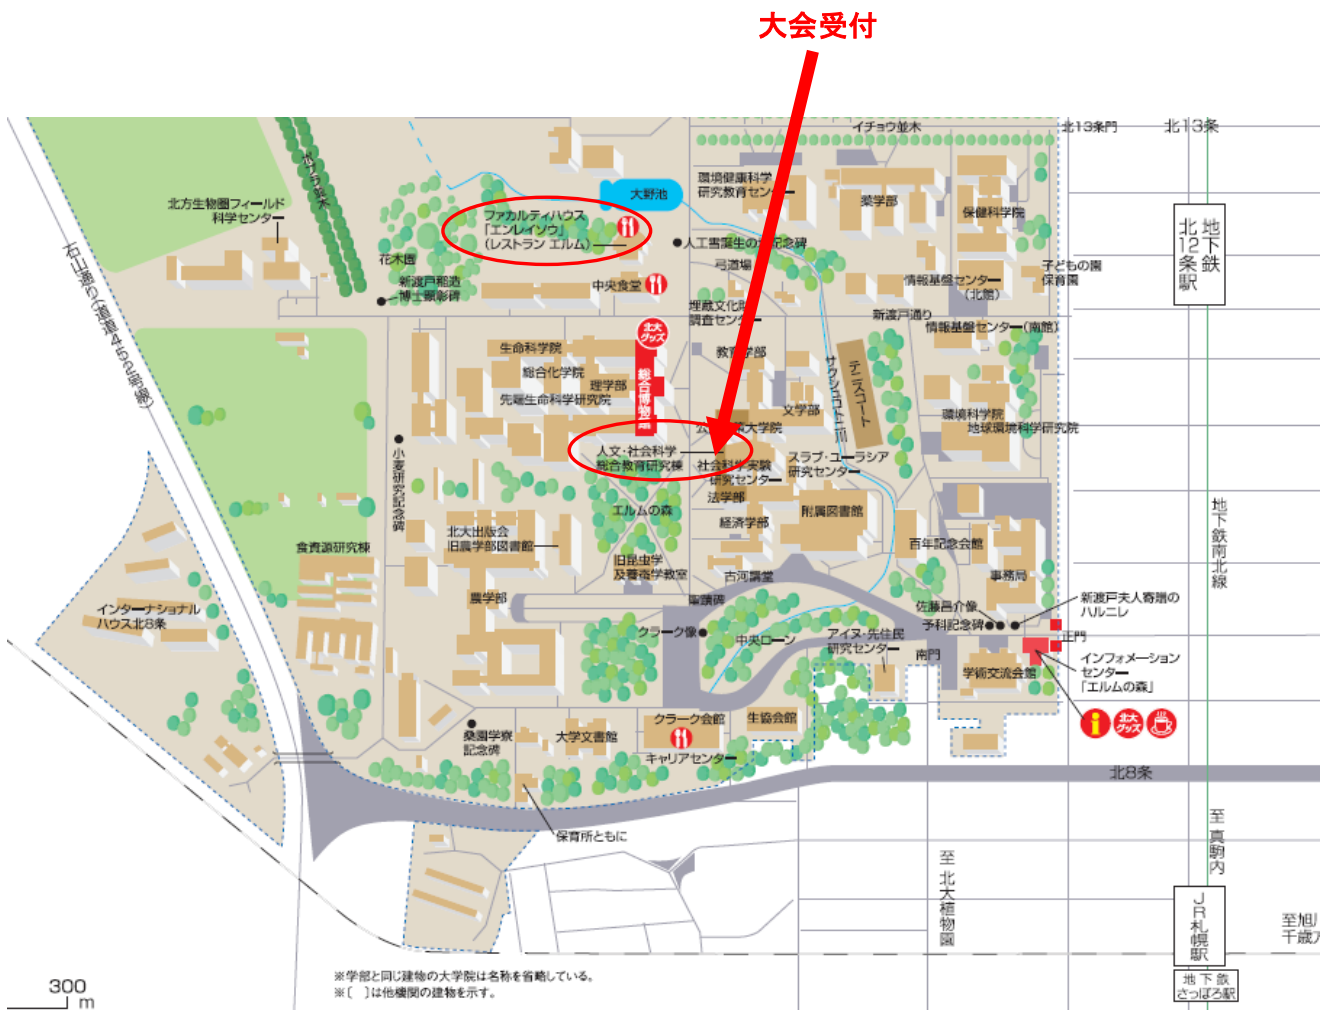 大会受付
イチョウ並木
北13条門
北13条
環境健康科学
研究教育センター
大野池
薬学部
保健科学院
北方生物圏フィールド
科学センター
ファカルティハウス
「エンレイソウ」
(レストラン エルム)
人工雪誕生の
記念碑
花木園
弓道場
地下鉄
北12条駅
子どもの園
保育園
情報基盤センター
(北館)
新渡戸稲造
博士顕彰碑
中央食堂
埋蔵文化財
調査センター
新渡戸通り
情報基盤センター(南館)
石山通り(道道452号線)
北大
グッズ
総合博物館
生命科学院
総合化学院
理学部
先端生命科学研究院
教育学部
文学部
サクシュコトニ川
テニスコート
環境科学院
地球環境科学研究院
大学院
人文・社会科学
総合教育研究棟
社会科学実験
研究センター
スラブ・ユーラシア
研究センター
小麦研究記念碑
法学部
経済学部
附属図書館
エルムの森
北大出版会
旧農学部図書館
百年記念会館
事務局
地下鉄南北線
食資源研究棟
旧昆虫学
及養蚕学教室
古河講堂
農学部
聖蹟碑
インターナショナル
ハウス北8条
クラーク像
中央ローン
アイヌ・先住民
研究センター
佐藤昌介像
予科記念碑
新渡戸夫人寄贈の
ハルニレ
正門
南門
学術交流会館
インフォメーション
センター
「エルムの森」
i
北大
グッズ
桑園学寮
記念碑
大学文書館
クラーク会館
キャリアセンター
生協会館
北8条
保育所ともに
至 真駒内
至 北大植物園
JR札幌駅
地下鉄
さっぽろ駅
至旭川
千歳
※学部と同じ建物の大学院は名称を省略している。
※〔 〕は他機関の建物を示す。
300
m